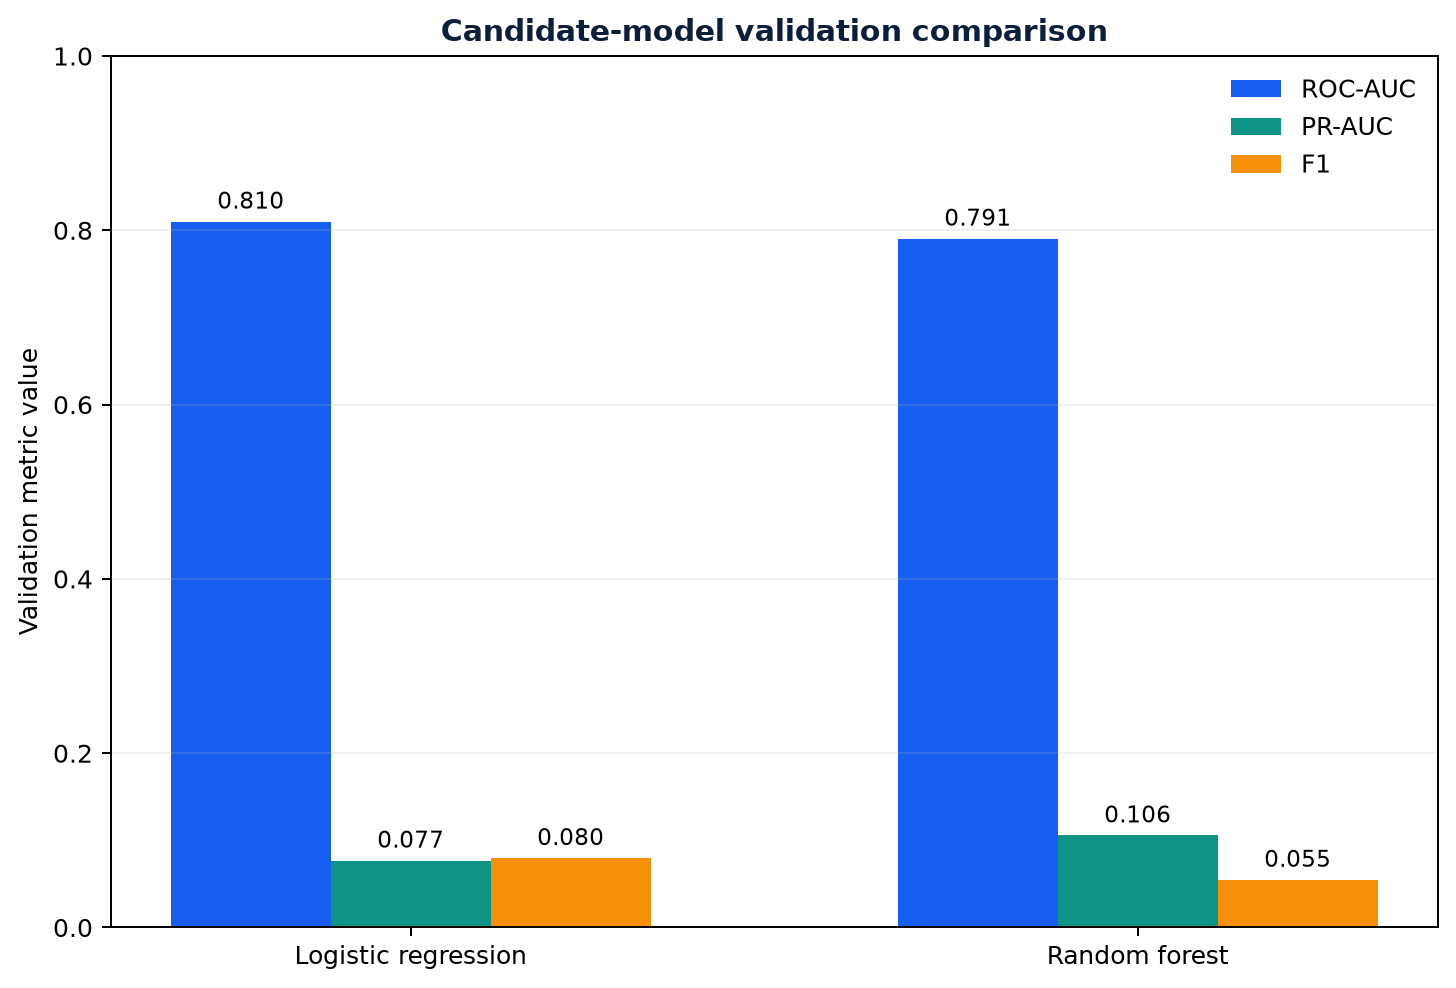 Candidate-model validation comparison
1.0
0.8
0.6
0.4
0.2
0.0
Validation metric value
ROC-AUC
PR-AUC
F1
0.810
0.077
0.080
0.791
0.106
0.055
Logistic regression
Random forest